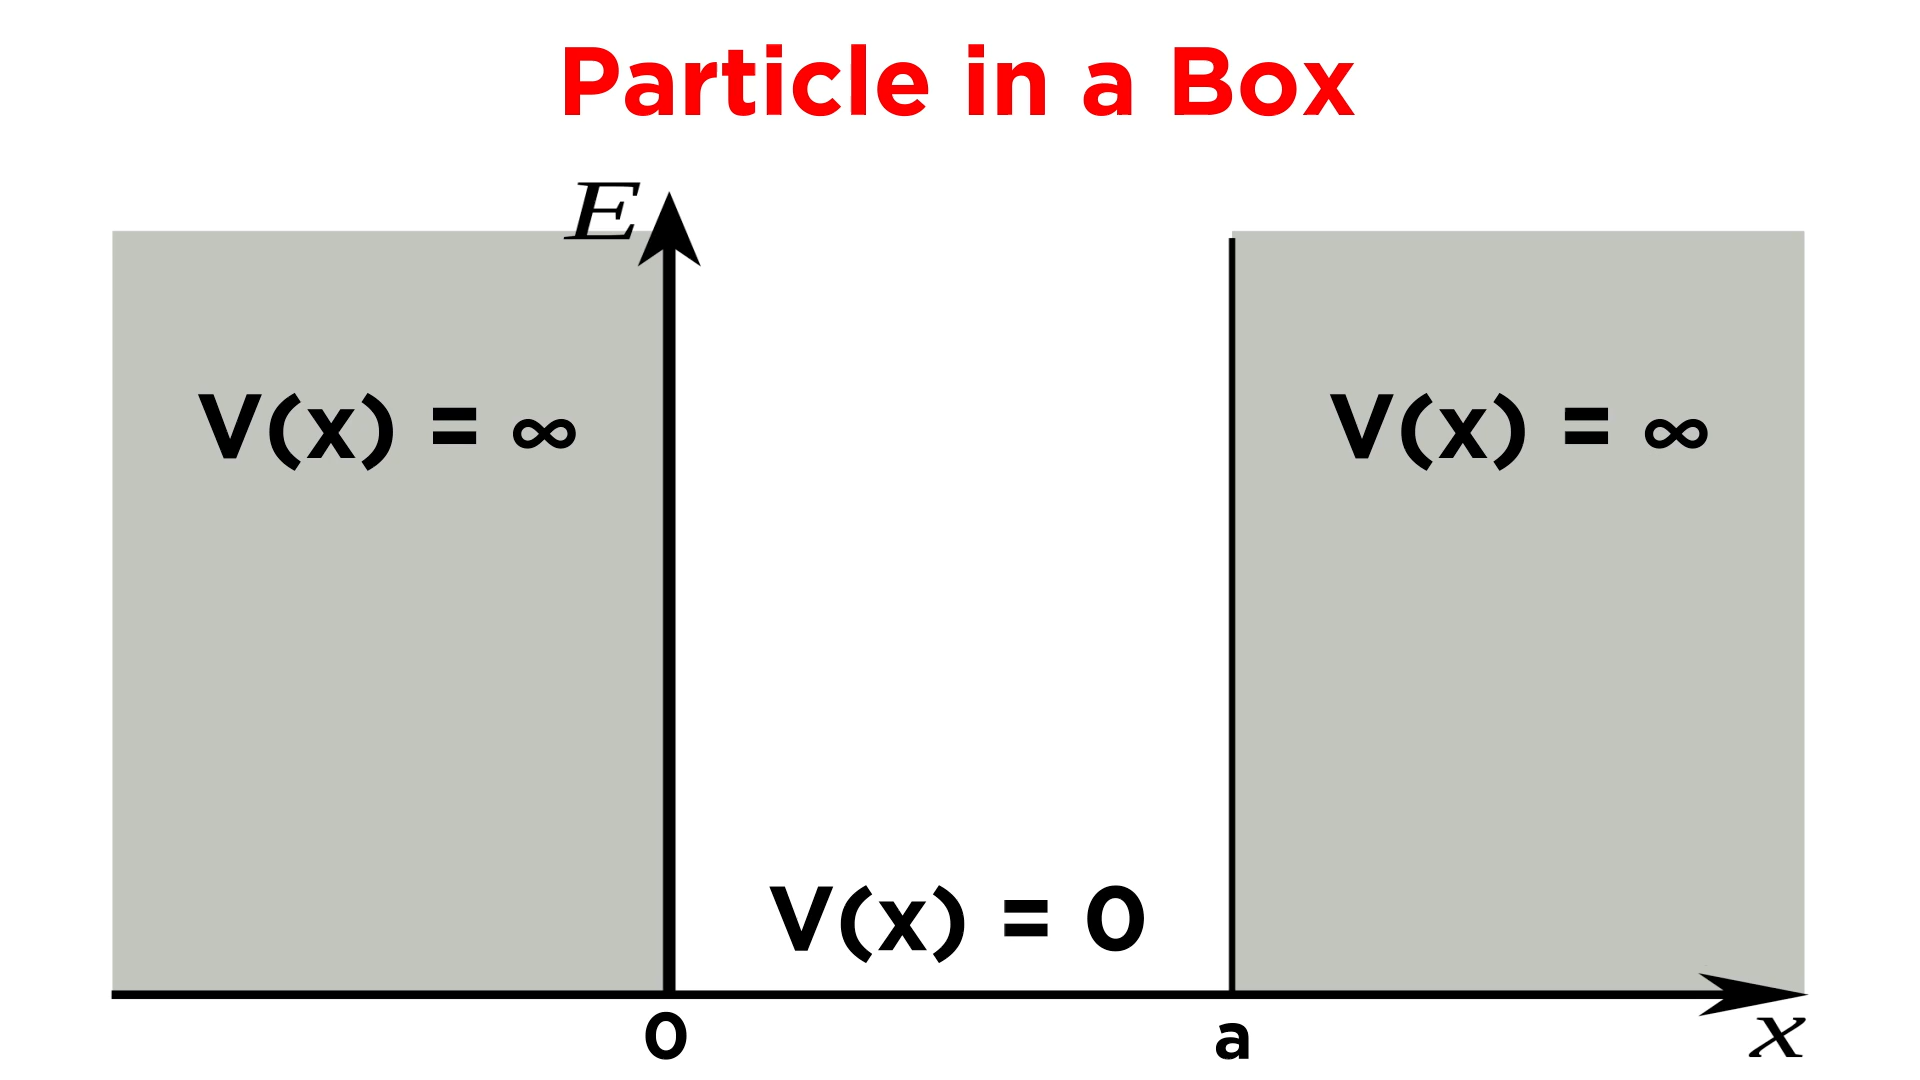 Particle in a Box
E
V(x) = ∞
V(x) = ∞
V(x) = 0
0
a
x